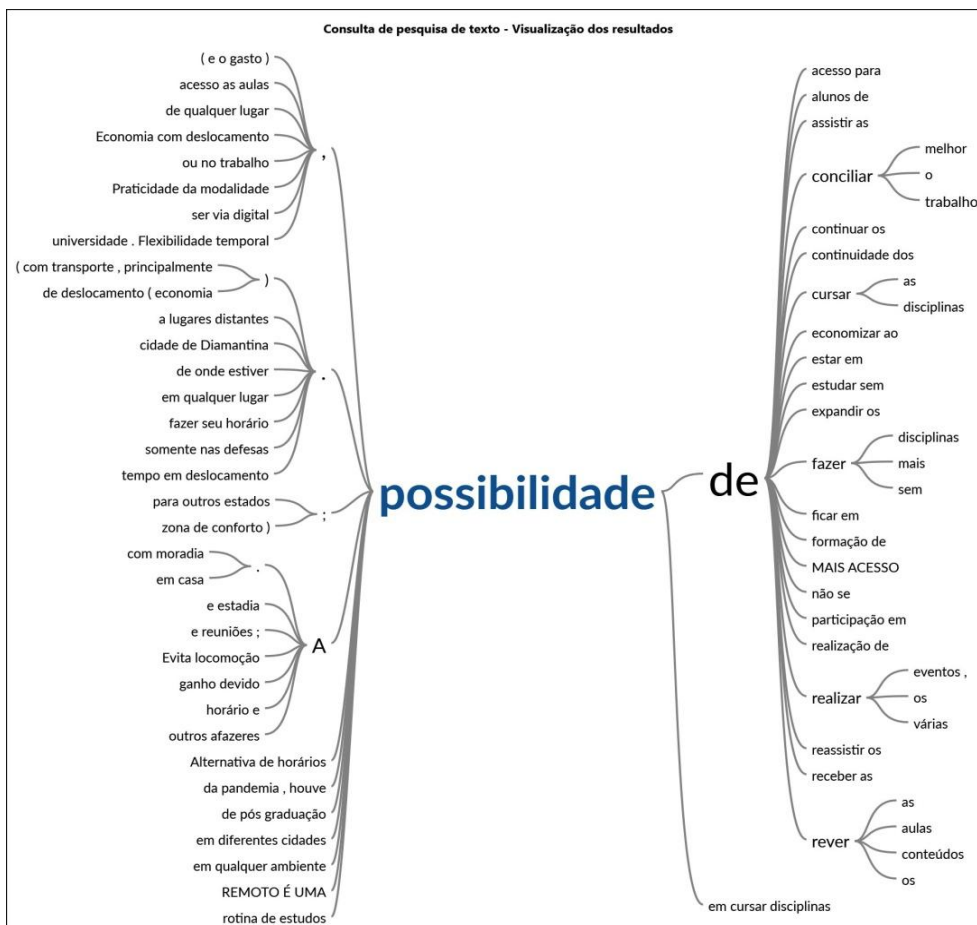 Consulta de pesquisa de texto - Visualização dos resultados
( e o gasto )
acesso as aulas
de qualquer lugar
Economia com deslocamento
ou no trabalho
Praticidade da modalidade
ser via digital
universidade . Flexibilidade temporal
,
( com transporte , principalmente
de deslocamento ( economia
)
a lugares distantes
cidade de Diamantina
de onde estiver
em qualquer lugar
fazer seu horário
somente nas defesas
tempo em deslocamento
.
para outros estados
zona de conforto )
;
com moradia
em casa
.
e estadia
e reuniões ;
Evita locomoção
ganho devido
horário e
outros afazeres
A
Alternativa de horários
da pandemia , houve
de pós graduação
em diferentes cidades
em qualquer ambiente
REMOTO É UMA
rotina de estudos
possibilidade
de
acesso para
alunos de
assistir as
conciliar
melhor
o
trabalho
continuar os
continuidade dos
cursar
as
disciplinas
economizar ao
estar em
estudar sem
expandir os
fazer
disciplinas
mais
sem
ficar em
formação de
MAIS ACESSO
não se
participação em
realização de
realizar
eventos ,
os
várias
reassistir os
receber as
rever
as
aulas
conteúdos
os
em cursar disciplinas